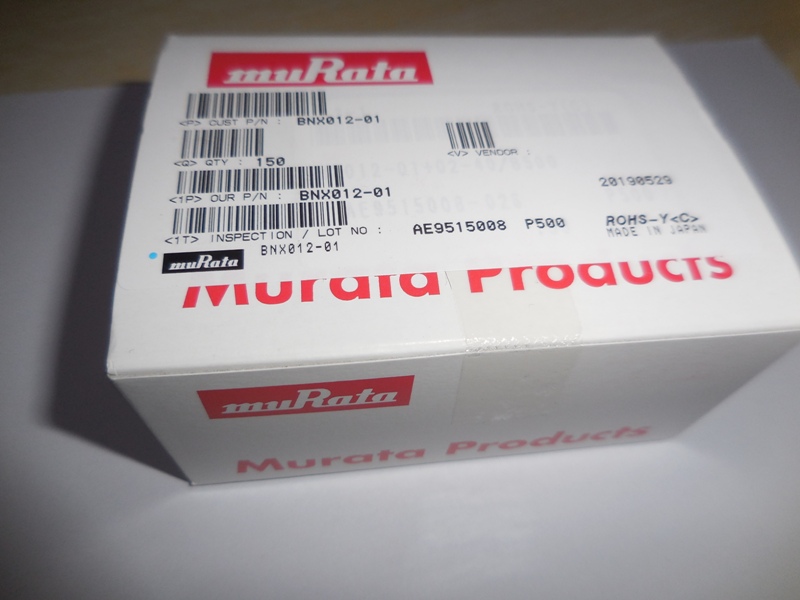 muRata
<P> CUST P/N : BNX012-01
<V> VENDOR :
<Q> QTY : 150
<1P> OUR P/N : BNX012-01
20190529
<1T> INSPECTION / LOT NO : AE9515008 P500
ROHS-Y<C>
MADE IN JAPAN
muRata BNX012-01
Murata Products
muRata
Murata Products